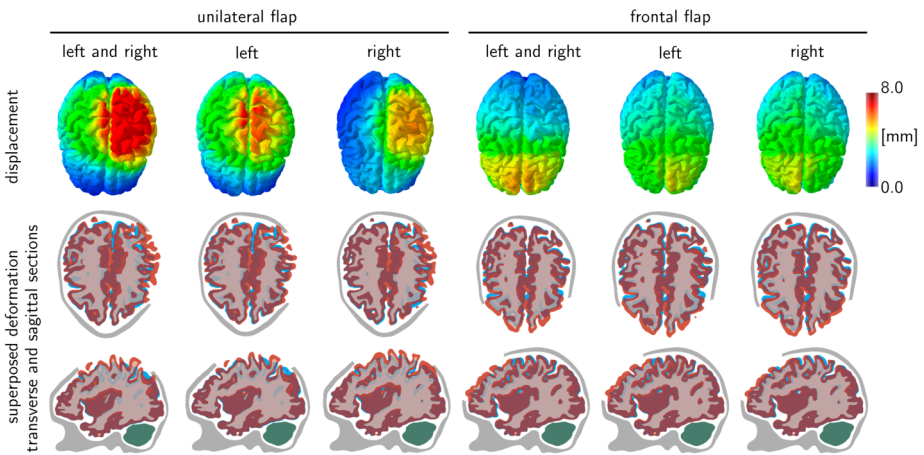 unilateral flap
frontal flap
left and right
left
right
left and right
left
right
displacement
8.0
[mm]
0.0
superposed deformation
transverse and sagittal sections